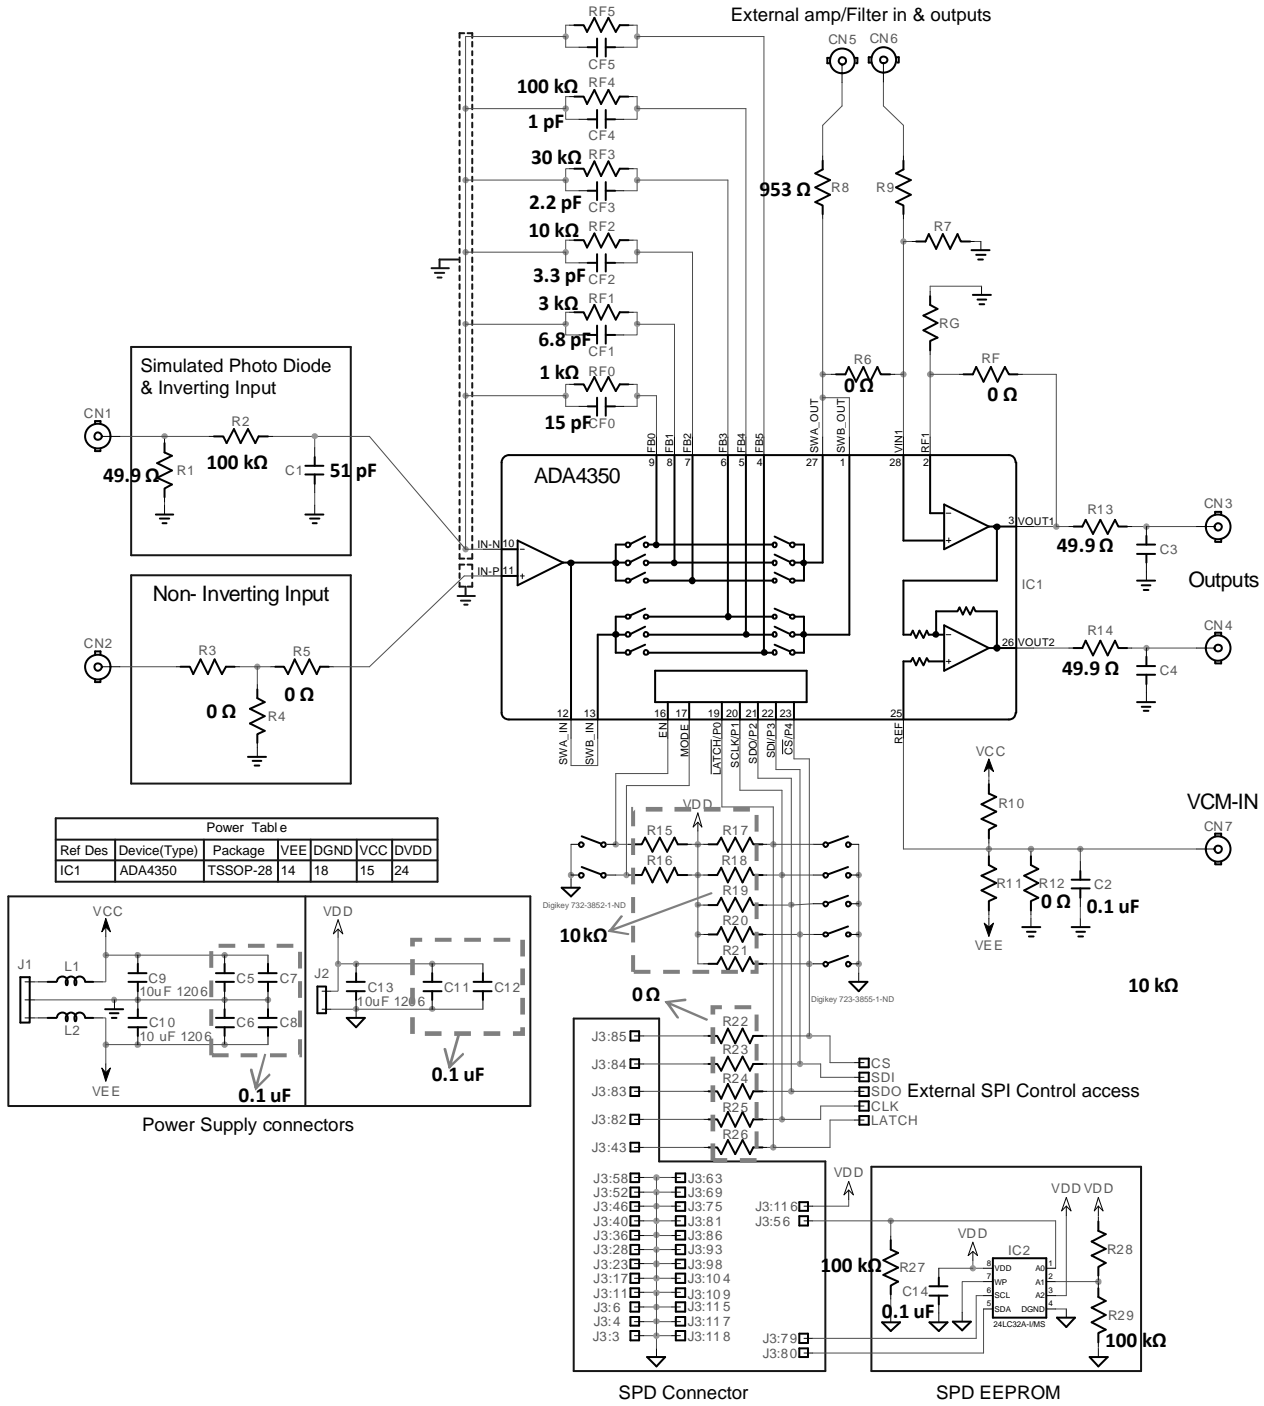 External amp/Filter in & outputs
CN5
CN6
RF5
CF5
100 kΩ
RF4
1 pF
CF4
30 kΩ
RF3
2.2 pF
CF3
10 kΩ
RF2
3.3 pF
CF2
3 kΩ
RF1
6.8 pF
CF1
1 kΩ
RF0
15 pF
CF0
953 Ω
R8
R9
R7
RG
R6
0 Ω
RF
0 Ω
Simulated Photo Diode
& Inverting Input
CN1
R2
100 kΩ
49.9 Ω
R1
C1
51 pF
Non- Inverting Input
CN2
R3
0 Ω
R5
0 Ω
R4
ADA4350
FB0
9
FB1
8
FB2
7
FB3
6
FB4
5
FB5
4
SWA_OUT
27
SWB_OUT
1
VIN1
28
RF1
2
IN-N
10
IN-P
11
3
VOUT1
IC1
26
VOUT2
R13
49.9 Ω
C3
CN3
Outputs
R14
49.9 Ω
C4
CN4
12
SWA_IN
13
SWB_IN
16
EN
17
MODE
19
LATCH/P0
20
SCLK/P1
21
SDO/P2
22
SDI/P3
23
CS/P4
25
REF
VCC
R10
VCM-IN
CN7
R11
R12
0 Ω
C2
0.1 uF
VEE
10 kΩ
VDD
R15
R17
R16
R18
R19
R20
R21
Digikey 732-3852-1-ND
10kΩ
Digikey 723-3855-1-ND
Power Table
Ref Des Device(Type) Package VEE DGND VCC DVDD
IC1 ADA4350 TSSOP-28 14 18 15 24
VCC
J1
L1
L2
C9
10uF 1206
C10
10 uF 1206
C5
C7
C6
C8
VEE
0.1 uF
VDD
J2
C13
10uF 1206
C11
C12
0.1 uF
Power Supply connectors
0 Ω
J3:85
R22
J3:84
R23
J3:83
R24
J3:82
R25
J3:43
R26
CS
SDI
SDO
CLK
LATCH
External SPI Control access
J3:58 J3:63
J3:52 J3:69
J3:46 J3:75
J3:40 J3:81
J3:36 J3:86
J3:28 J3:93
J3:23 J3:98
J3:17 J3:104
J3:11 J3:109
J3:6 J3:115
J3:4 J3:117
J3:3 J3:118
VDD
J3:116
J3:56
J3:79
J3:80
SPD Connector
100 kΩ
R27
VDD
C14
0.1 uF
IC2
8 VDD A0 1
7 WP A1 2
6 SCL A2 3
5 SDA DGND 4
24LC32A-I/MS
VDD VDD
R28
R29
100 kΩ
SPD EEPROM